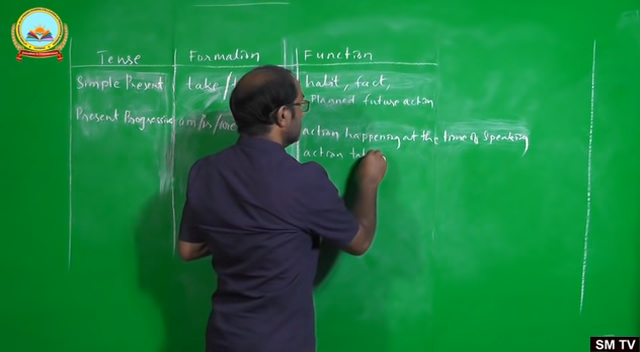 Tense Formation Function
Simple Present take/ habit, fact,
Planned future action
Present Progressive am/is/are
action happening at the time of speaking
action ta
SM TV